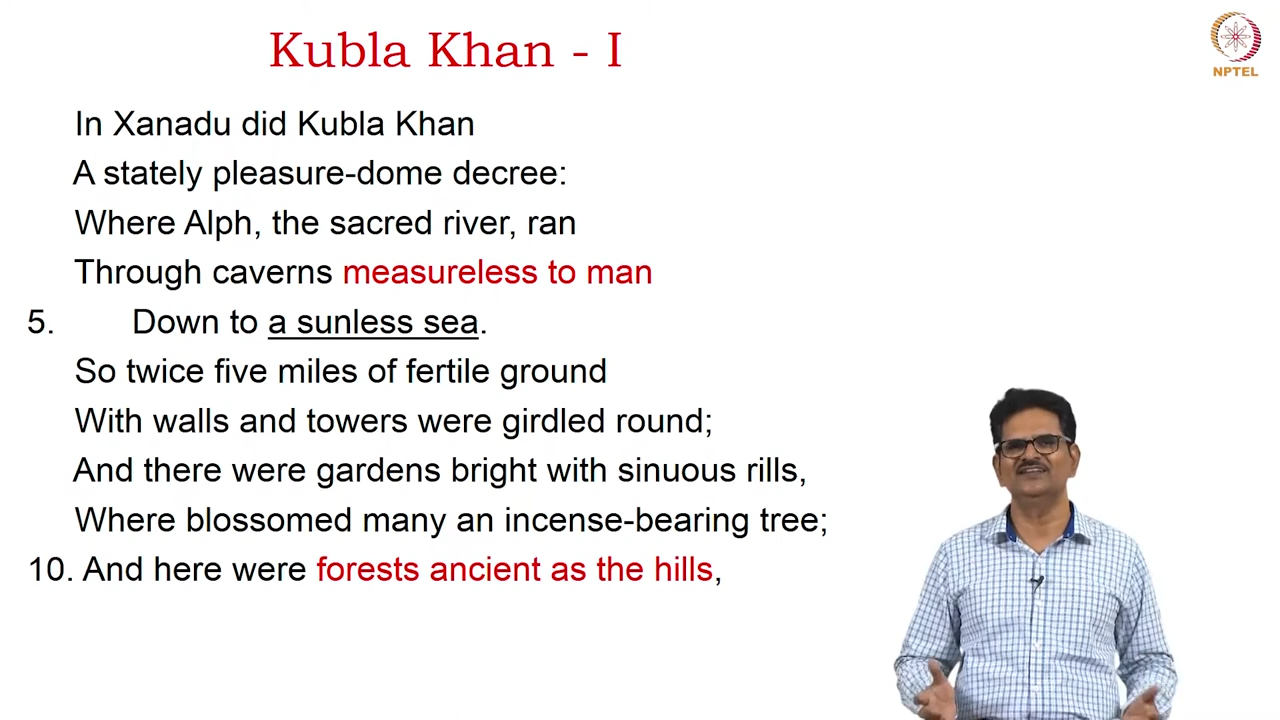 Kubla Khan - I
NPTEL
In Xanadu did Kubla Khan
A stately pleasure-dome decree:
Where Alph, the sacred river, ran
Through caverns measureless to man
5. Down to a sunless sea.
So twice five miles of fertile ground
With walls and towers were girdled round;
And there were gardens bright with sinuous rills,
Where blossomed many an incense-bearing tree;
10. And here were forests ancient as the hills,